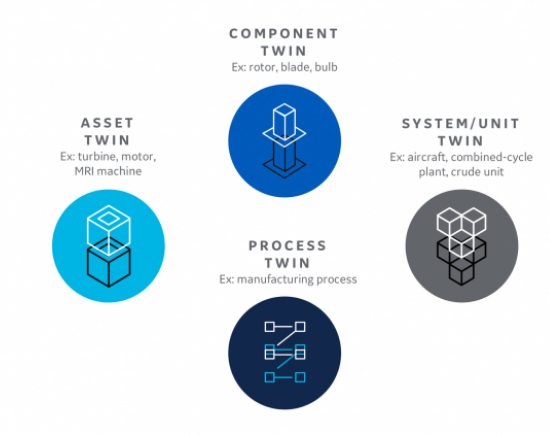 COMPONENT
TWIN
Ex: rotor, blade, bulb
ASSET
TWIN
Ex: turbine, motor,
MRI machine
SYSTEM/UNIT
TWIN
Ex: aircraft, combined-cycle
plant, crude unit
PROCESS
TWIN
Ex: manufacturing process